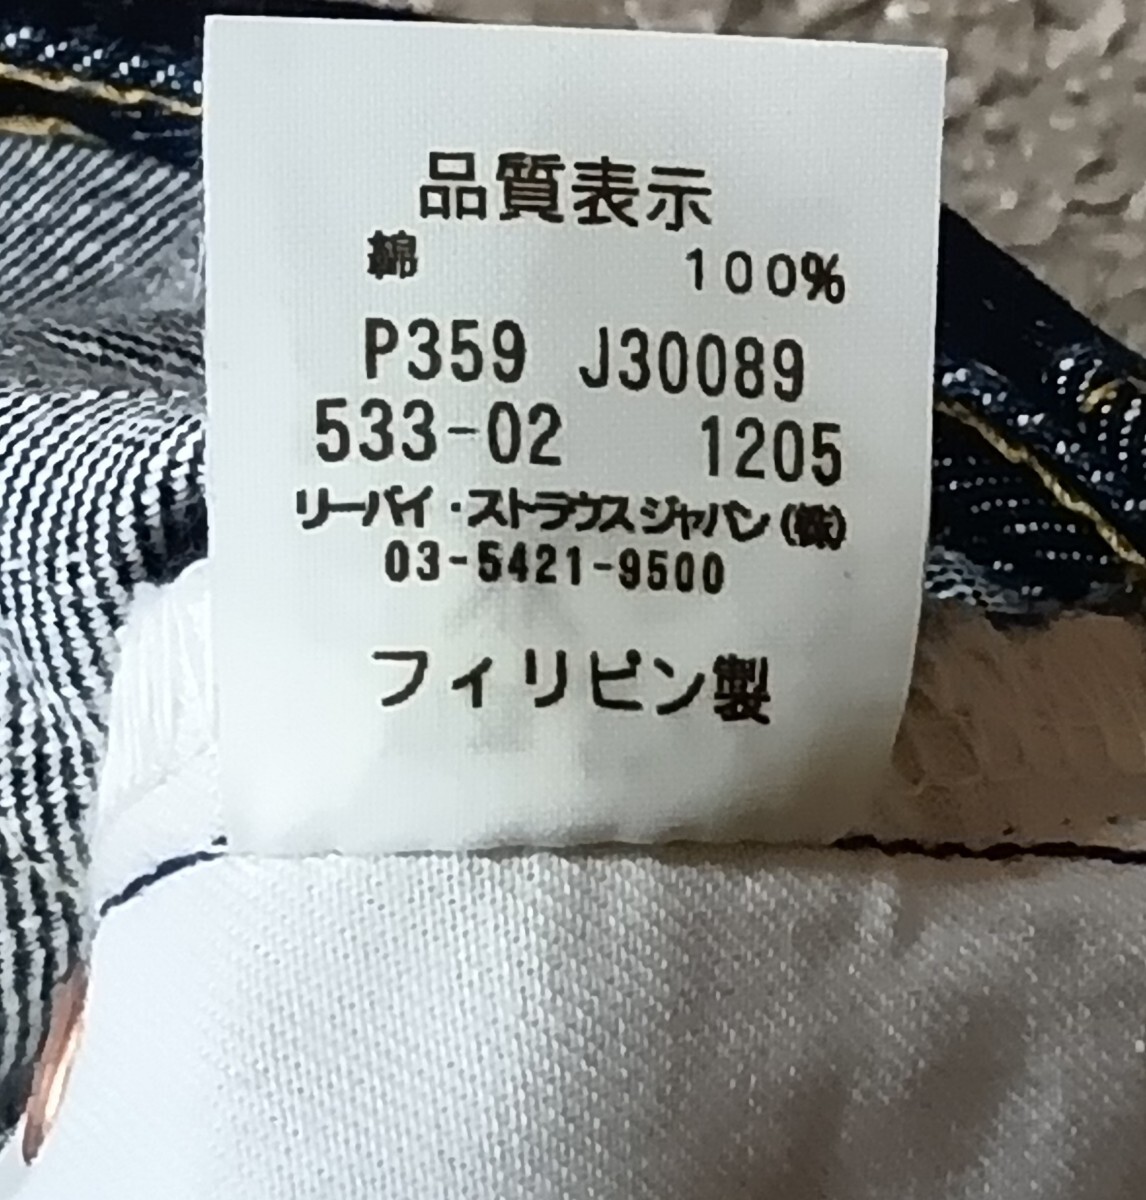 品質表示
綿 100%
P359 J30089
533-02 1205
リーバイ・ストラウスジャパン(株)
03-5421-9500
フィリピン製